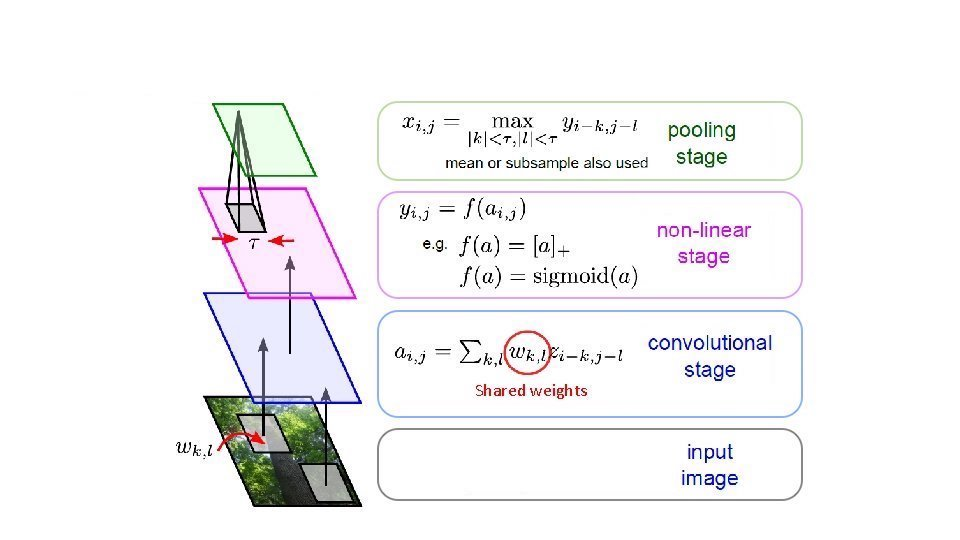 x_{i,j} = max_{|k|<τ,|l|<τ} y_{i−k,j−l}
mean or subsample also used
pooling
stage
y_{i,j} = f(a_{i,j})
e.g. f(a) = [a]_+
f(a) = sigmoid(a)
non-linear
stage
τ
a_{i,j} = ∑_{k,l} w_{k,l} z_{i−k,j−l}
Shared weights
convolutional
stage
w_{k,l}
input
image